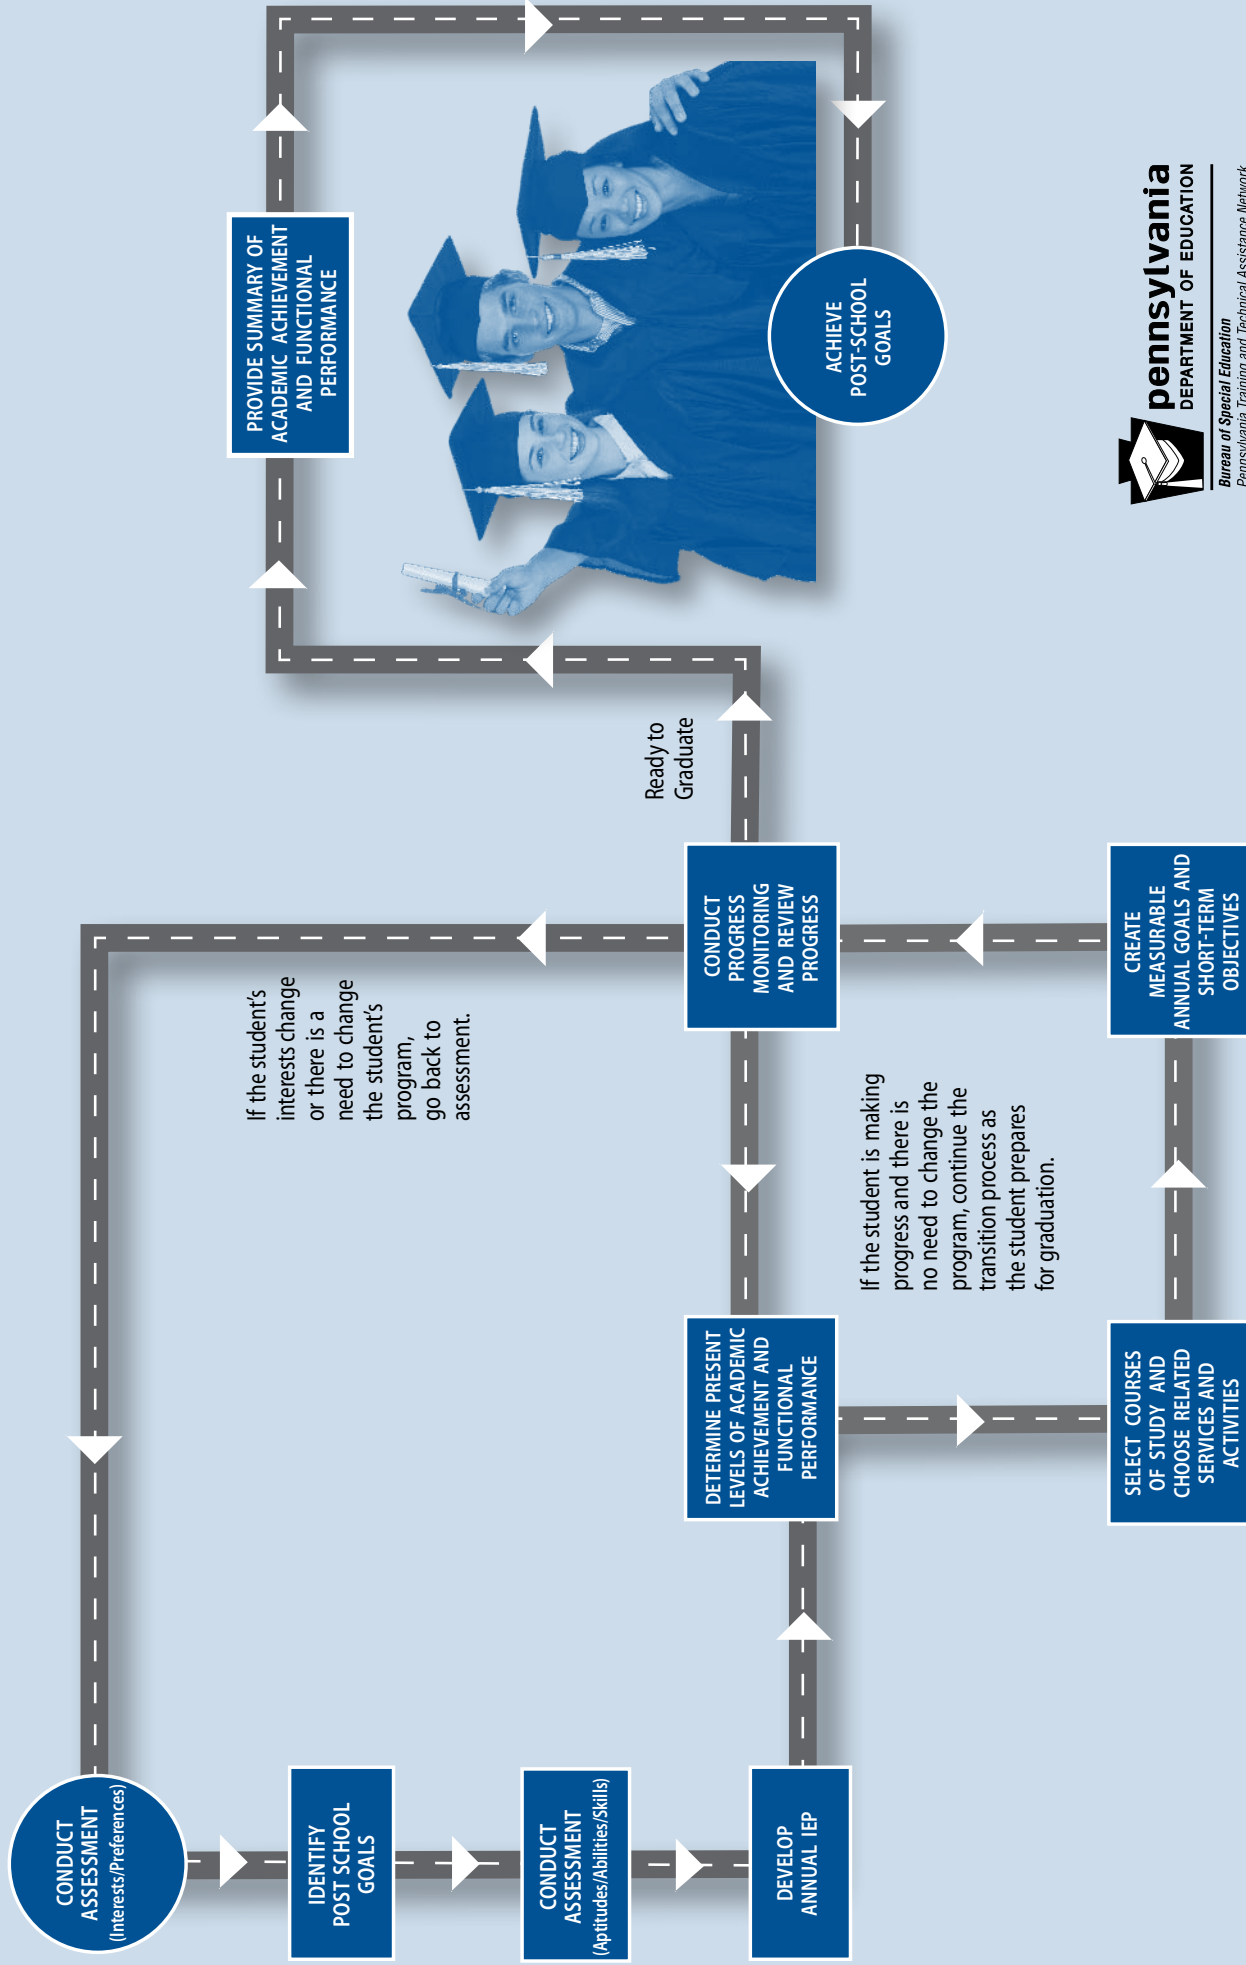 CONDUCT
ASSESSMENT
(Interests/Preferences)
IDENTIFY
POST SCHOOL
GOALS
CONDUCT
ASSESSMENT
(Aptitudes/Abilities/Skills)
DEVELOP
ANNUAL IEP
DETERMINE PRESENT
LEVELS OF ACADEMIC
ACHIEVEMENT AND
FUNCTIONAL
PERFORMANCE
SELECT COURSES
OF STUDY AND
CHOOSE RELATED
SERVICES AND
ACTIVITIES
CREATE
MEASURABLE
ANNUAL GOALS AND
SHORT-TERM
OBJECTIVES
CONDUCT
PROGRESS
MONITORING
AND REVIEW
PROGRESS
If the student is making
progress and there is
no need to change the
program, continue the
transition process as
the student prepares
for graduation.
If the student's
interests change
or there is a
need to change
the student's
program,
go back to
assessment.
Ready to
Graduate
PROVIDE SUMMARY OF
ACADEMIC ACHIEVEMENT
AND FUNCTIONAL
PERFORMANCE
ACHIEVE
POST-SCHOOL
GOALS
pennsylvania
DEPARTMENT OF EDUCATION
Bureau of Special Education
Pennsylvania Training and Technical Assistance Network